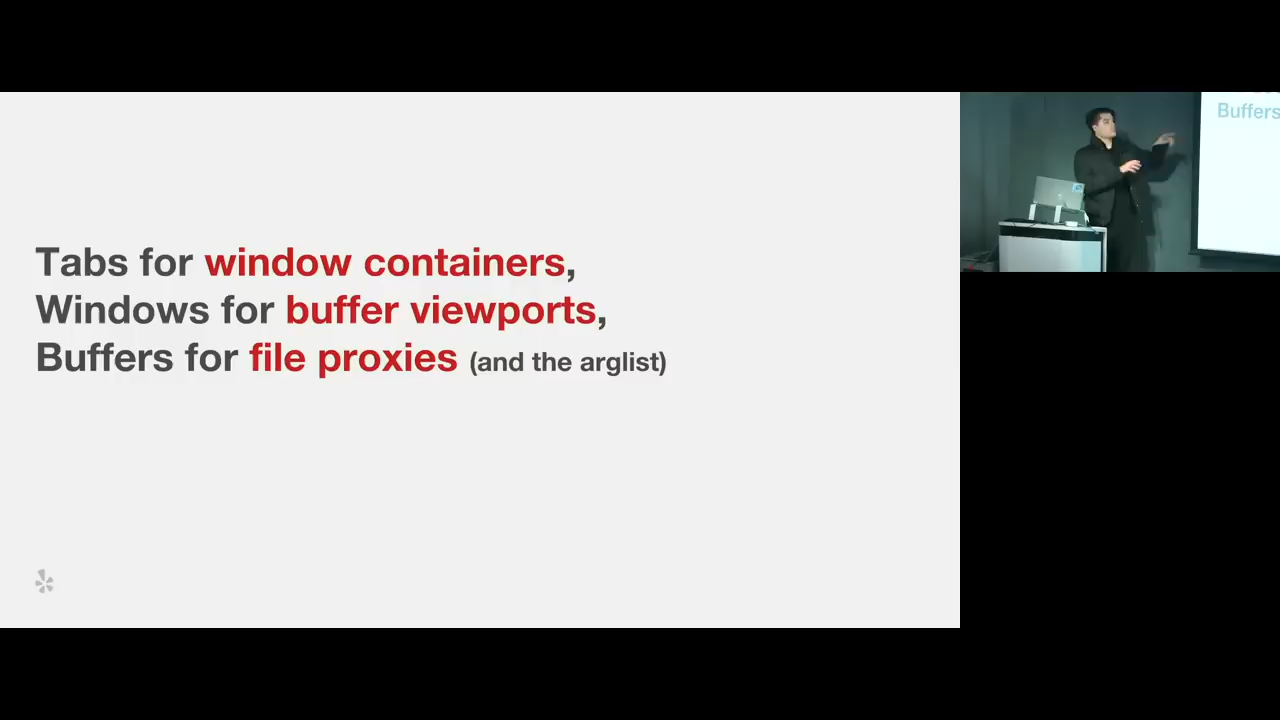 Tabs for window containers,
Windows for buffer viewports,
Buffers for file proxies (and the arglist)
Buffers